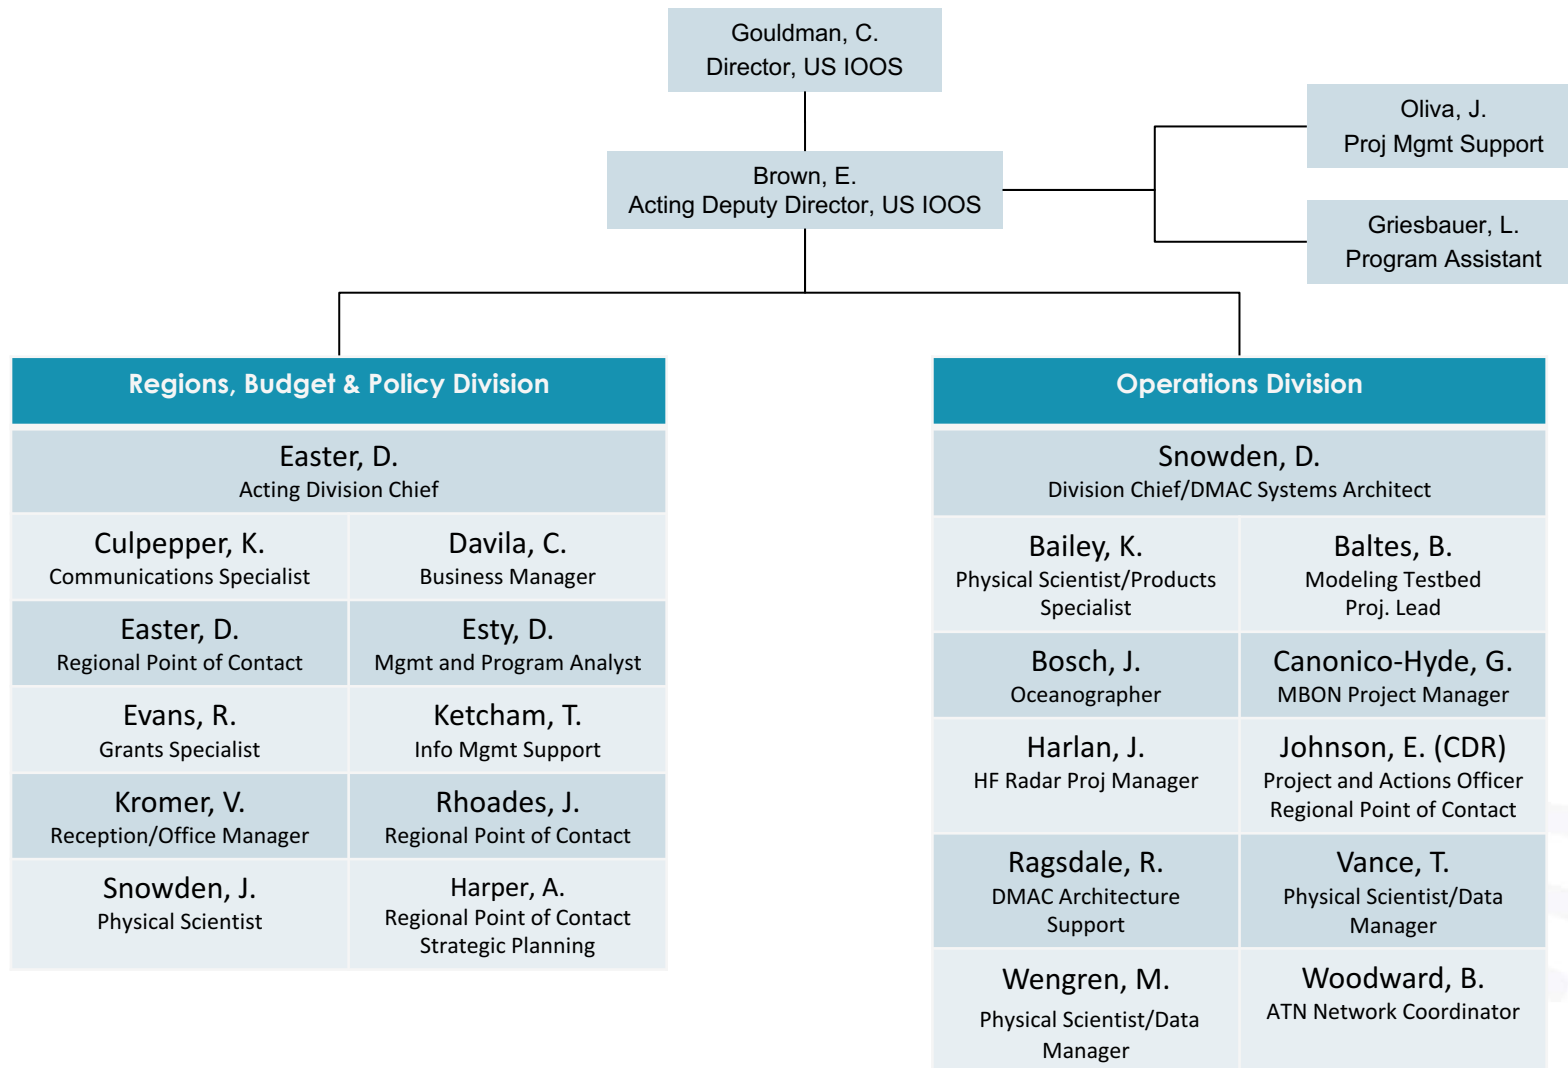 Gouldman, C.
Director, US IOOS
Oliva, J.
Proj Mgmt Support
Brown, E.
Acting Deputy Director, US IOOS
Griesbauer, L.
Program Assistant
Regions, Budget & Policy Division
Easter, D.
Acting Division Chief
Culpepper, K.
Communications Specialist
Davila, C.
Business Manager
Easter, D.
Regional Point of Contact
Esty, D.
Mgmt and Program Analyst
Evans, R.
Grants Specialist
Ketcham, T.
Info Mgmt Support
Kromer, V.
Reception/Office Manager
Rhoades, J.
Regional Point of Contact
Snowden, J.
Physical Scientist
Harper, A.
Regional Point of Contact
Strategic Planning
Operations Division
Snowden, D.
Division Chief/DMAC Systems Architect
Bailey, K.
Physical Scientist/Products
Specialist
Baltes, B.
Modeling Testbed
Proj. Lead
Bosch, J.
Oceanographer
Canonico-Hyde, G.
MBON Project Manager
Harlan, J.
HF Radar Proj Manager
Johnson, E. (CDR)
Project and Actions Officer
Regional Point of Contact
Ragsdale, R.
DMAC Architecture
Support
Vance, T.
Physical Scientist/Data
Manager
Wengren, M.
Physical Scientist/Data
Manager
Woodward, B.
ATN Network Coordinator